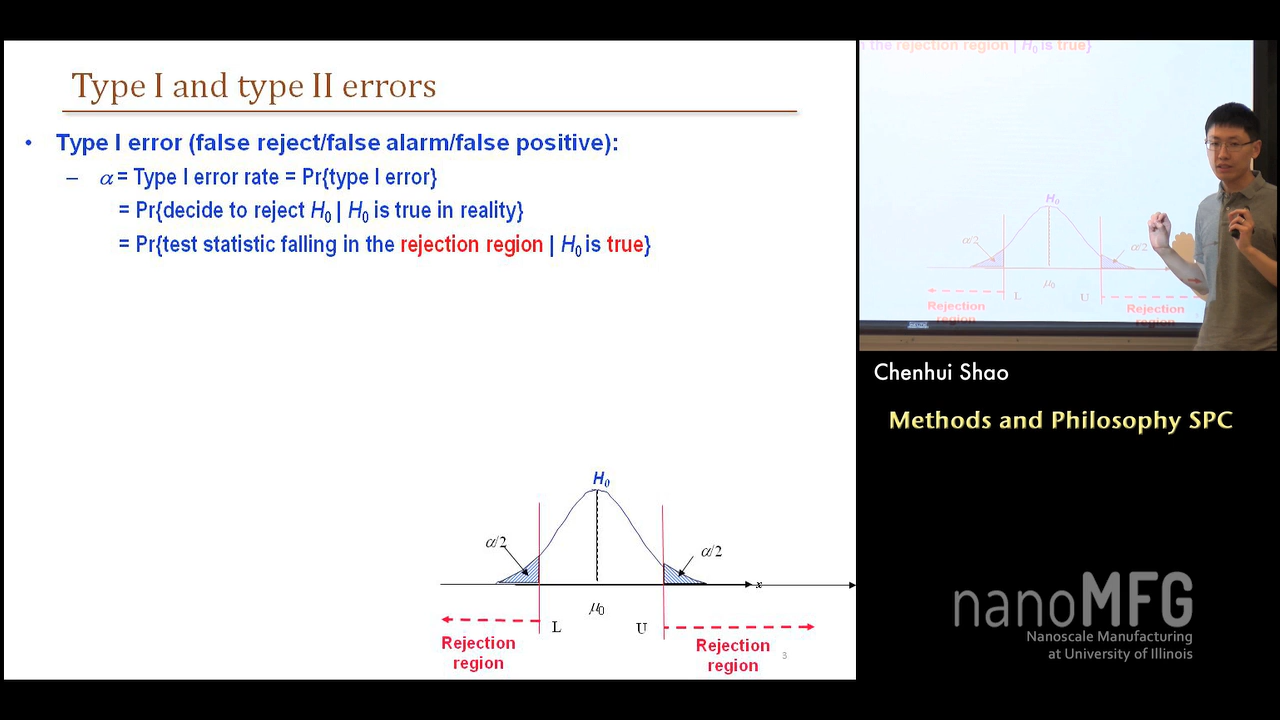 Type I and type II errors
• Type I error (false reject/false alarm/false positive):
– α = Type I error rate = Pr{type I error}
= Pr{decide to reject H₀ | H₀ is true in reality}
= Pr{test statistic falling in the rejection region | H₀ is true}
H₀
α/2
α/2
x
μ₀
L
U
Rejection
region
Rejection
region
3
the rejection region | H₀ is true}
H₀
α/2
α/2
μ₀
L
U
Rejection
region
Rejection
region
Chenhui Shao
Methods and Philosophy SPC
nanoMFG
Nanoscale Manufacturing
at University of Illinois